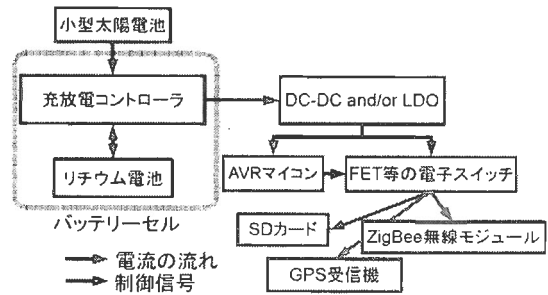 小型太陽電池
充放電コントローラ
DC-DC and/or LDO
リチウム電池
AVRマイコン
FET等の電子スイッチ
バッテリーセル
SDカード
ZigBee無線モジュール
電流の流れ
GPS受信機
制御信号